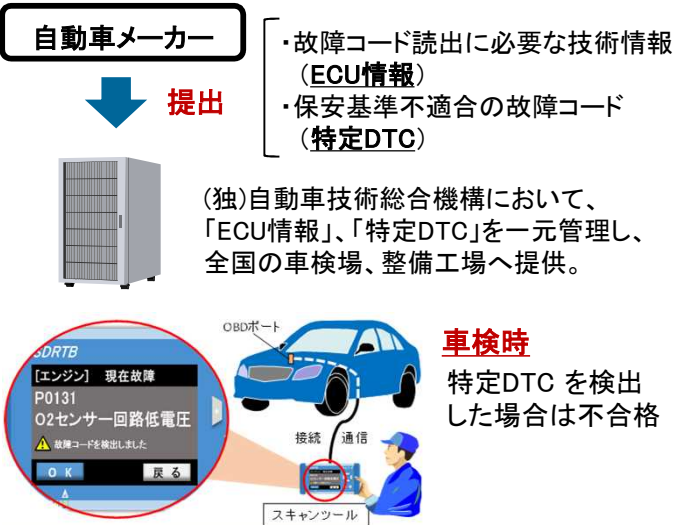 自動車メーカー
・故障コード読出に必要な技術情報
(ECU情報)
提出
・保安基準不適合の故障コード
(特定DTC)
(独)自動車技術総合機構において、
「ECU情報」、「特定DTC」を一元管理し、
全国の車検場、整備工場へ提供。
OBDポート
車検時
特定DTC を検出
した場合は不合格
SDRTB
[エンジン] 現在故障
P0131
O2センサー回路低電圧
故障コードを検出しました
OK
戻る
接続 通信
スキャンツール